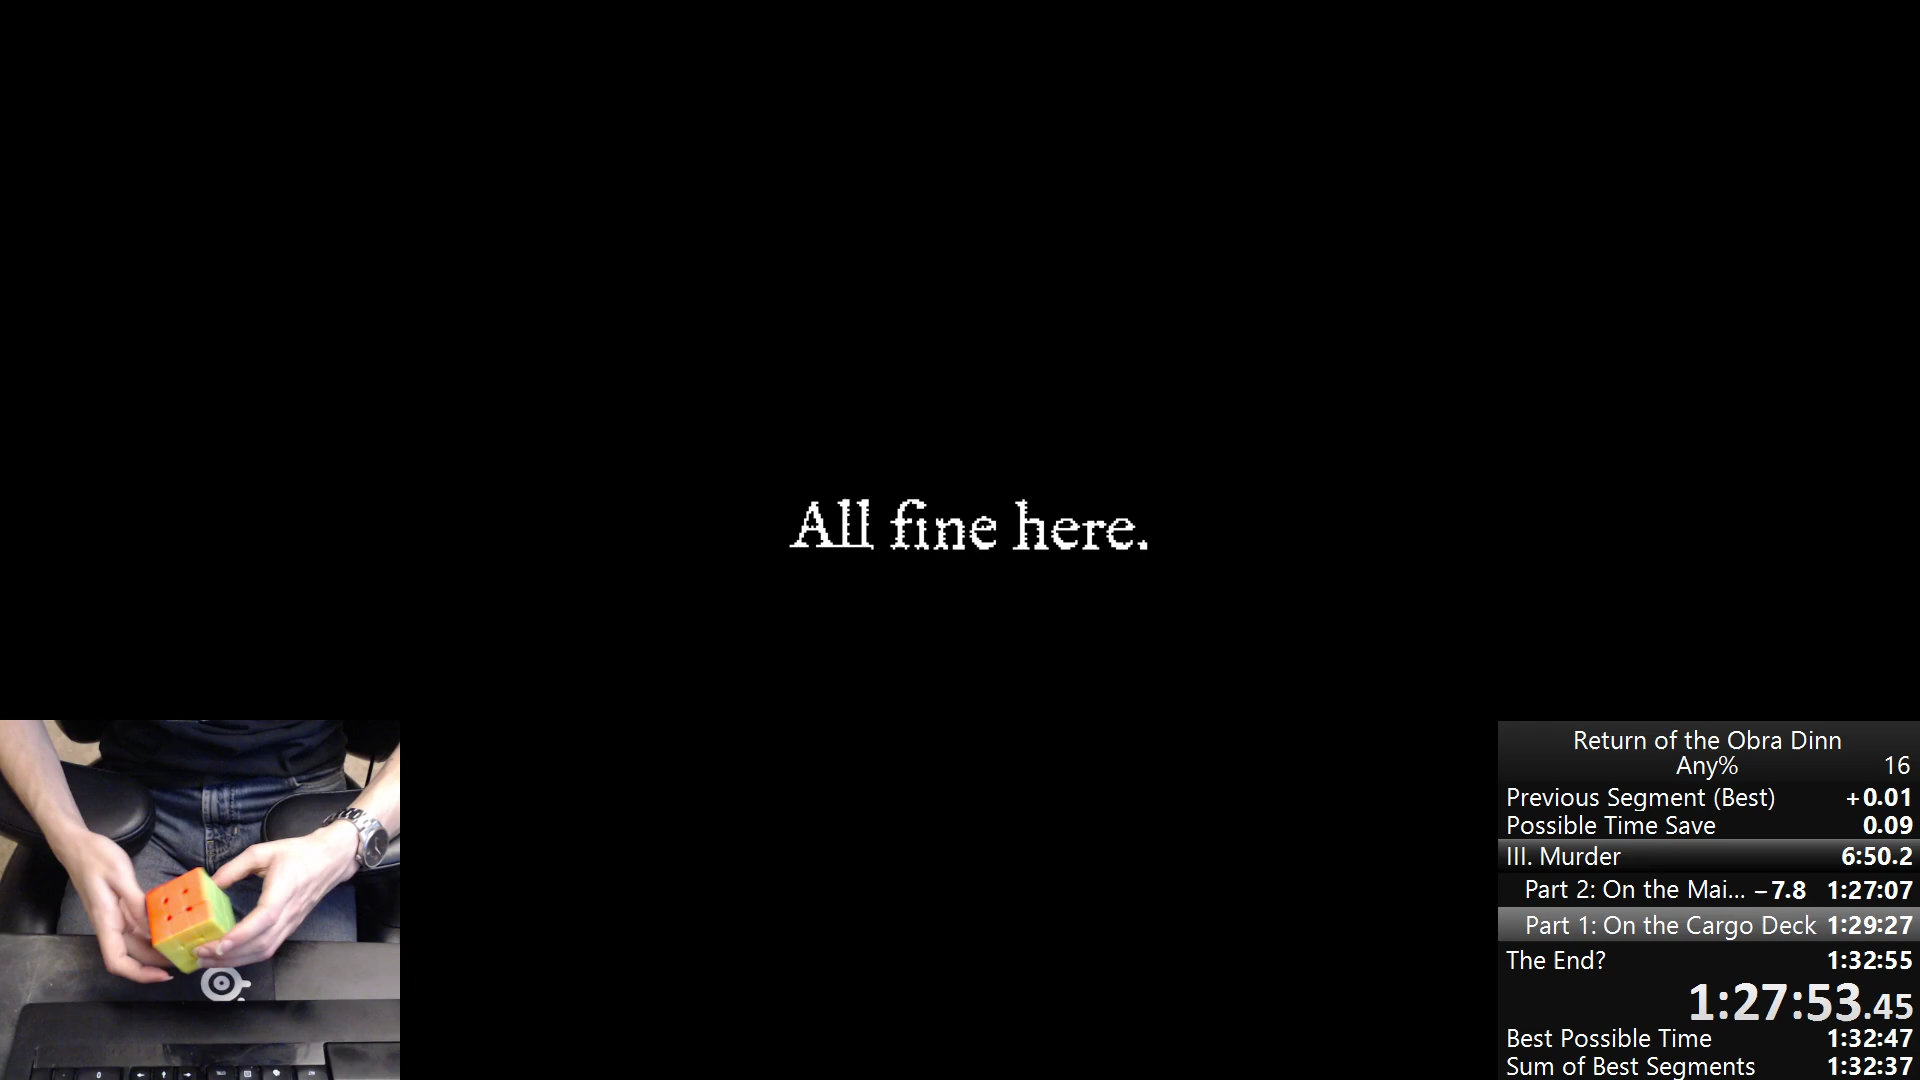 All fine here.
Return of the Obra Dinn
Any% 16
Previous Segment (Best) +0.01
Possible Time Save 0.09
III. Murder 6:50.2
Part 2: On the Mai... −7.8 1:27:07
Part 1: On the Cargo Deck 1:29:27
The End? 1:32:55
1:27:53.45
Best Possible Time 1:32:47
Sum of Best Segments 1:32:37